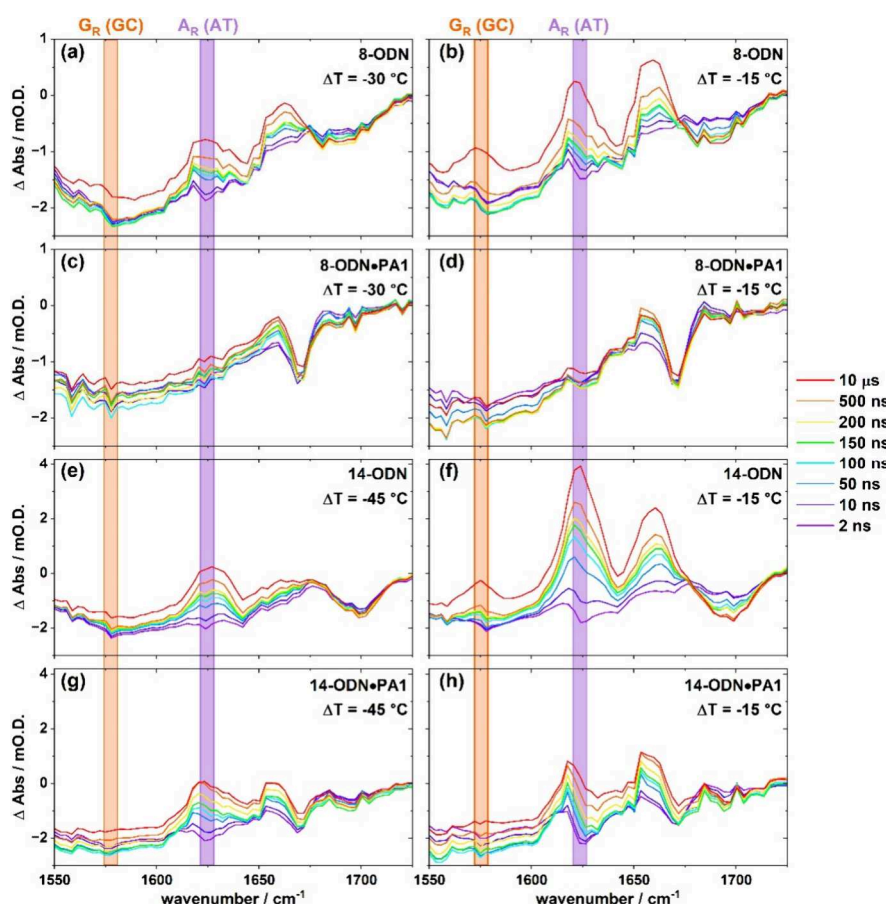 G_R (GC) A_R (AT) G_R (GC) A_R (AT)
(a) 8-ODN
ΔT = -30 °C
(b) 8-ODN
ΔT = -15 °C
1
0
-1
-2
Δ Abs / mO.D.
(c) 8-ODN•PA1
ΔT = -30 °C
(d) 8-ODN•PA1
ΔT = -15 °C
0
-1
-2
Δ Abs / mO.D.
(e) 14-ODN
ΔT = -45 °C
(f) 14-ODN
ΔT = -15 °C
4
2
0
-2
Δ Abs / mO.D.
(g) 14-ODN•PA1
ΔT = -45 °C
(h) 14-ODN•PA1
ΔT = -15 °C
4
2
0
-2
Δ Abs / mO.D.
1550 1600 1650 1700 1550 1600 1650 1700
wavenumber / cm⁻¹ wavenumber / cm⁻¹
10 μs
500 ns
200 ns
150 ns
100 ns
50 ns
10 ns
2 ns